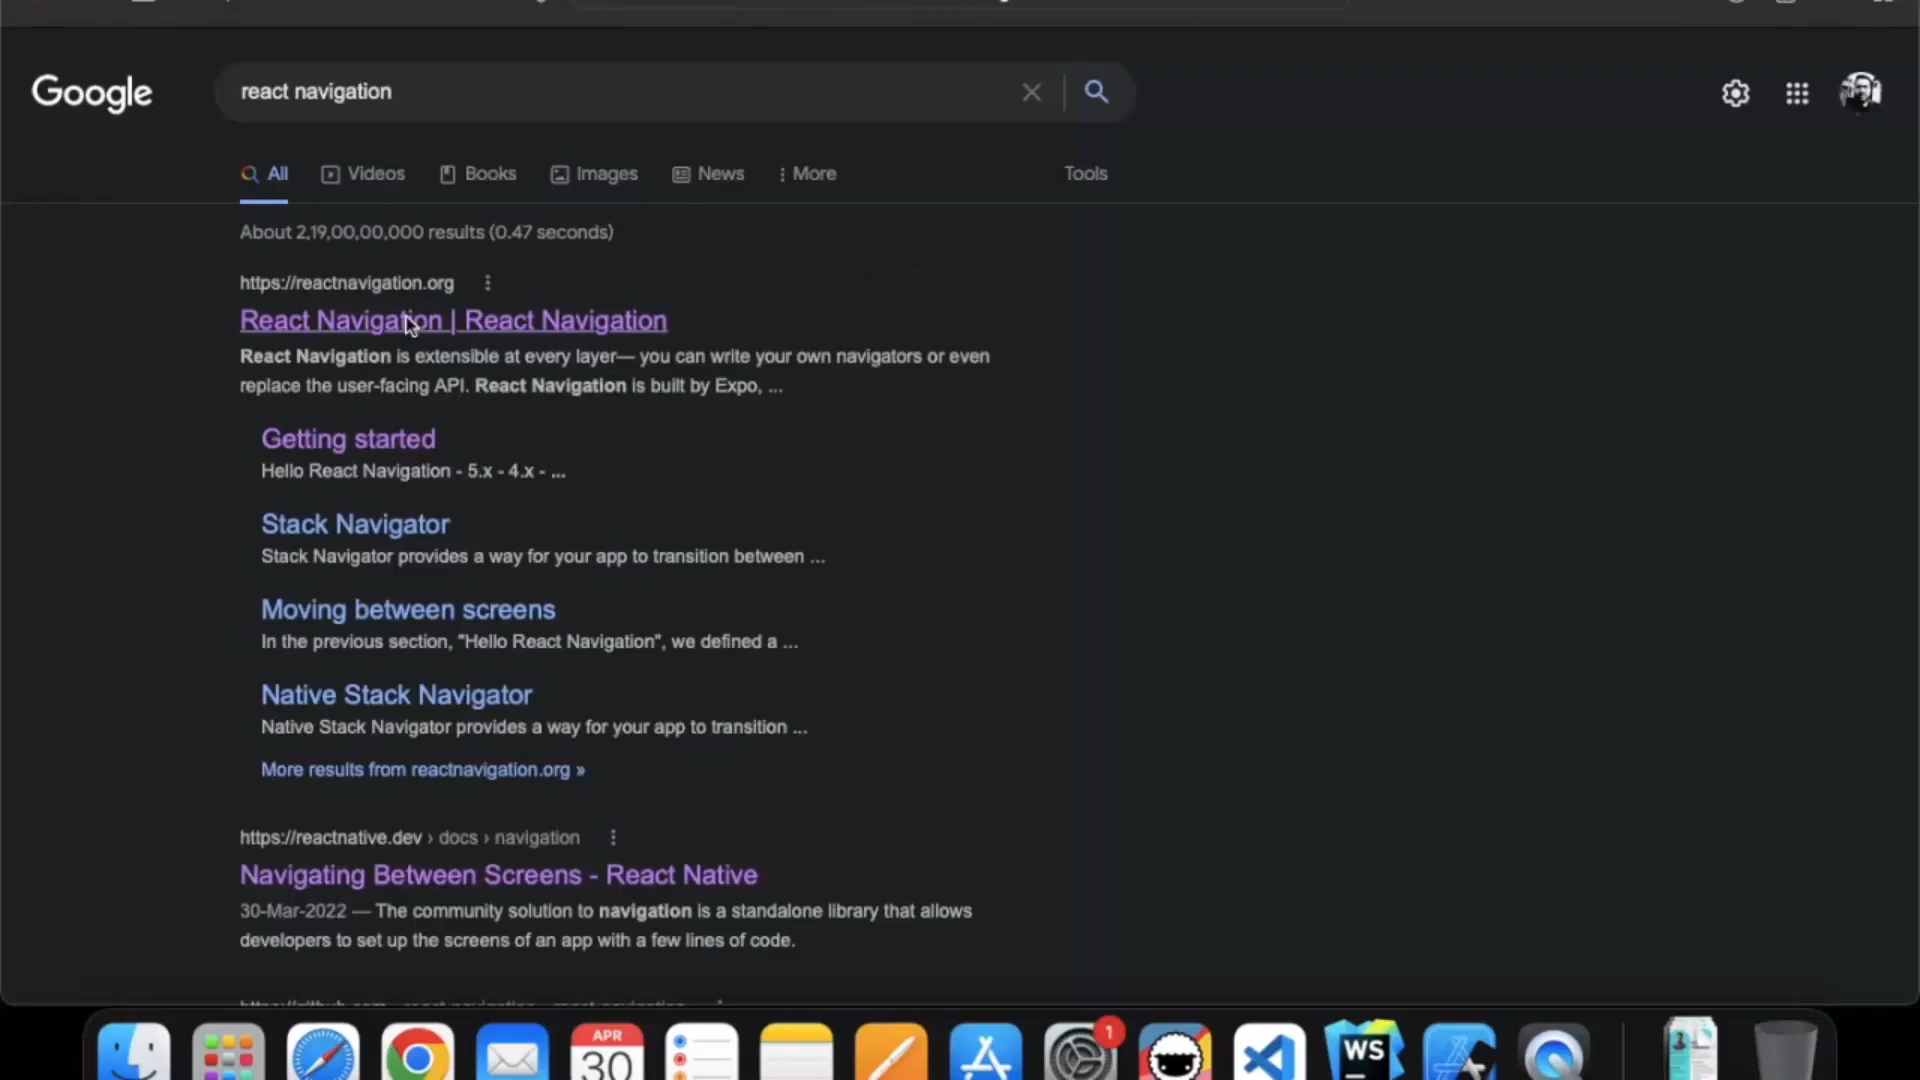 Google
react navigation
All
Videos
Books
Images
News
More
Tools
About 2,19,00,00,000 results (0.47 seconds)
https://reactnavigation.org
React Navigation | React Navigation
React Navigation is extensible at every layer— you can write your own navigators or even
replace the user-facing API. React Navigation is built by Expo, ...
Getting started
Hello React Navigation - 5.x - 4.x - ...
Stack Navigator
Stack Navigator provides a way for your app to transition between ...
Moving between screens
In the previous section, "Hello React Navigation", we defined a ...
Native Stack Navigator
Native Stack Navigator provides a way for your app to transition ...
More results from reactnavigation.org »
https://reactnative.dev › docs › navigation
Navigating Between Screens - React Native
30-Mar-2022 — The community solution to navigation is a standalone library that allows
developers to set up the screens of an app with a few lines of code.
APR
30
1
WS